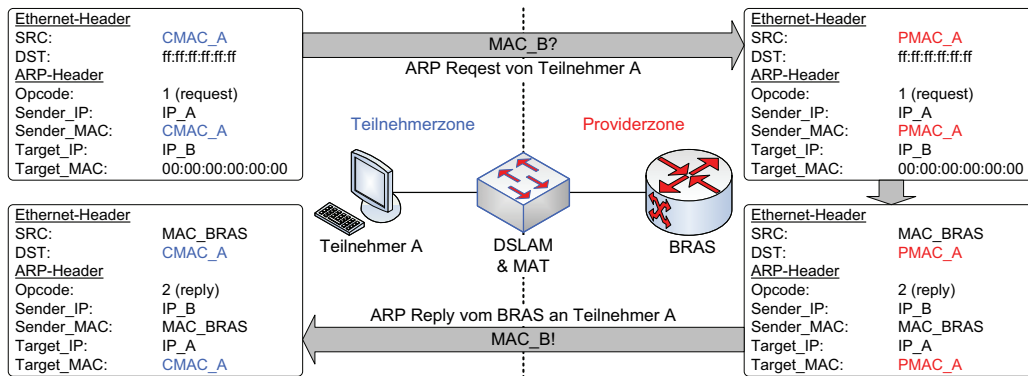 Ethernet-Header
SRC: CMAC_A
DST: ff:ff:ff:ff:ff:ff
ARP-Header
Opcode: 1 (request)
Sender_IP: IP_A
Sender_MAC: CMAC_A
Target_IP: IP_B
Target_MAC: 00:00:00:00:00:00
MAC_B?
ARP Reqest von Teilnehmer A
Ethernet-Header
SRC: PMAC_A
DST: ff:ff:ff:ff:ff:ff
ARP-Header
Opcode: 1 (request)
Sender_IP: IP_A
Sender_MAC: PMAC_A
Target_IP: IP_B
Target_MAC: 00:00:00:00:00:00
Teilnehmerzone
Providerzone
Teilnehmer A
DSLAM
& MAT
BRAS
Ethernet-Header
SRC: MAC_BRAS
DST: CMAC_A
ARP-Header
Opcode: 2 (reply)
Sender_IP: IP_B
Sender_MAC: MAC_BRAS
Target_IP: IP_A
Target_MAC: CMAC_A
ARP Reply vom BRAS an Teilnehmer A
MAC_B!
Ethernet-Header
SRC: MAC_BRAS
DST: PMAC_A
ARP-Header
Opcode: 2 (reply)
Sender_IP: IP_B
Sender_MAC: MAC_BRAS
Target_IP: IP_A
Target_MAC: PMAC_A